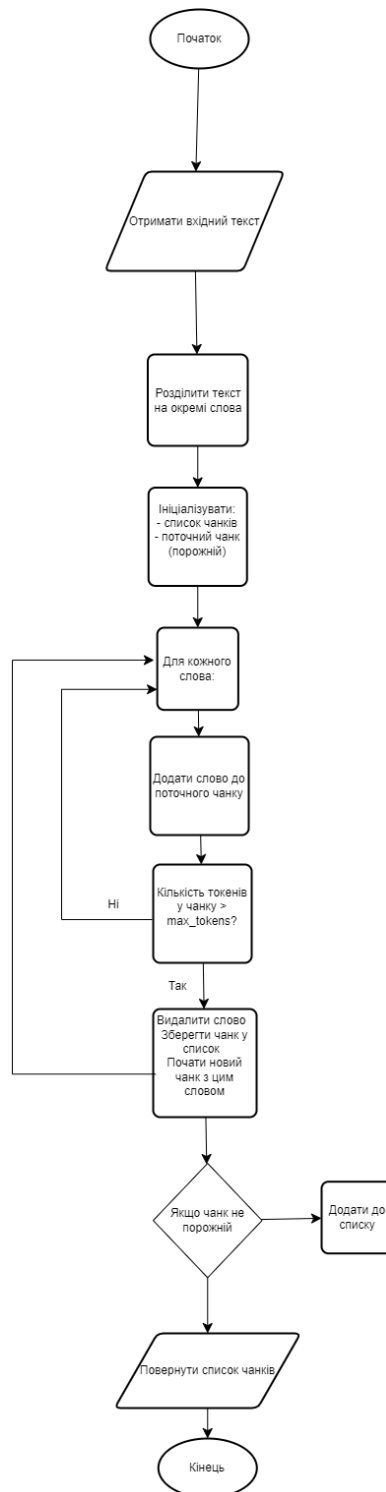 Початок
Отримати вхідний текст
Розділити текст
на окремі слова
Ініціалізувати:
- список чанків
- поточний чанк
(порожній)
Для кожного
слова:
Додати слово до
поточного чанку
Кількість токенів
у чанку >
max_tokens?
Ні
Так
Видалити слово
Зберегти чанк у
список
Почати новий
чанк з цим
словом
Якщо чанк не
порожній
Додати до
списку
Повернути список чанків
Кінець